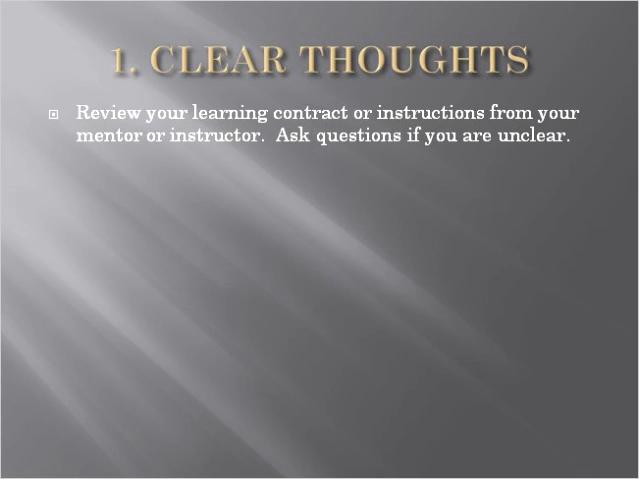 1. CLEAR THOUGHTS
Review your learning contract or instructions from your
mentor or instructor.  Ask questions if you are unclear.